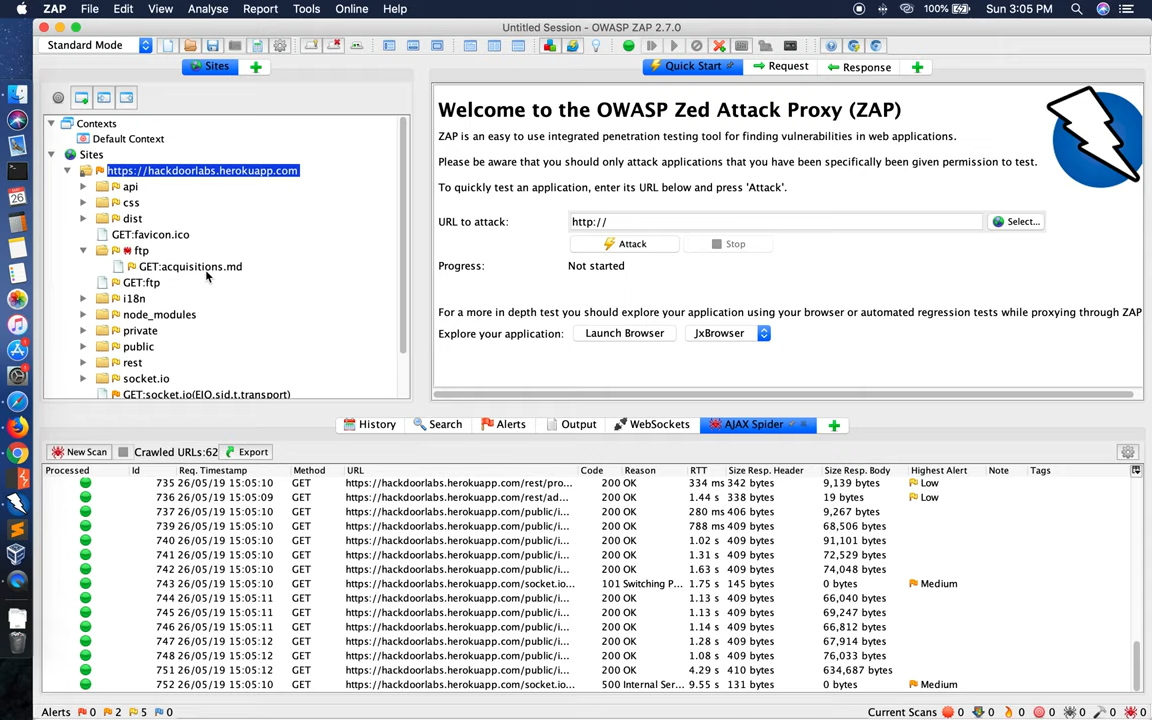 ZAP File Edit View Analyse Report Tools Online Help 100% Sun 3:05 PM
Untitled Session - OWASP ZAP 2.7.0
Standard Mode
Sites
Quick Start Request Response
Contexts
Default Context
Sites
https://hackdoorlabs.herokuapp.com
api
css
dist
GET:favicon.ico
ftp
GET:acquisitions.md
GET:ftp
i18n
node_modules
private
public
rest
socket.io
GET:socket.io(EIO,sid,t,transport)
Welcome to the OWASP Zed Attack Proxy (ZAP)
ZAP is an easy to use integrated penetration testing tool for finding vulnerabilities in web applications.
Please be aware that you should only attack applications that you have been specifically been given permission to test.
To quickly test an application, enter its URL below and press 'Attack'.
URL to attack: http:// Select...
Attack Stop
Progress: Not started
For a more in depth test you should explore your application using your browser or automated regression tests while proxying through ZAP
Explore your application: Launch Browser JxBrowser
History Search Alerts Output WebSockets AJAX Spider
New Scan Crawled URLs:62 Export
Processed Id Req. Timestamp Method URL Code Reason RTT Size Resp. Header Size Resp. Body Highest Alert Note Tags
735 26/05/19 15:05:10 GET https://hackdoorlabs.herokuapp.com/rest/pro... 200 OK 334 ms 342 bytes 9,139 bytes Low
736 26/05/19 15:05:09 GET https://hackdoorlabs.herokuapp.com/rest/ad... 200 OK 1.44 s 338 bytes 19 bytes Low
737 26/05/19 15:05:10 GET https://hackdoorlabs.herokuapp.com/public/i... 200 OK 280 ms 406 bytes 9,267 bytes
739 26/05/19 15:05:10 GET https://hackdoorlabs.herokuapp.com/public/i... 200 OK 788 ms 409 bytes 68,506 bytes
740 26/05/19 15:05:10 GET https://hackdoorlabs.herokuapp.com/public/i... 200 OK 1.02 s 409 bytes 91,101 bytes
741 26/05/19 15:05:10 GET https://hackdoorlabs.herokuapp.com/public/i... 200 OK 1.31 s 409 bytes 72,529 bytes
742 26/05/19 15:05:10 GET https://hackdoorlabs.herokuapp.com/public/i... 200 OK 1.63 s 409 bytes 74,048 bytes
743 26/05/19 15:05:10 GET https://hackdoorlabs.herokuapp.com/socket.io... 101 Switching P... 1.75 s 145 bytes 0 bytes Medium
744 26/05/19 15:05:11 GET https://hackdoorlabs.herokuapp.com/public/i... 200 OK 1.13 s 409 bytes 66,040 bytes
745 26/05/19 15:05:11 GET https://hackdoorlabs.herokuapp.com/public/i... 200 OK 1.13 s 409 bytes 69,247 bytes
746 26/05/19 15:05:11 GET https://hackdoorlabs.herokuapp.com/public/i... 200 OK 1.14 s 409 bytes 66,812 bytes
747 26/05/19 15:05:12 GET https://hackdoorlabs.herokuapp.com/public/i... 200 OK 1.28 s 409 bytes 67,914 bytes
748 26/05/19 15:05:12 GET https://hackdoorlabs.herokuapp.com/public/i... 200 OK 1.08 s 409 bytes 76,033 bytes
751 26/05/19 15:05:12 GET https://hackdoorlabs.herokuapp.com/public/i... 200 OK 4.29 s 410 bytes 634,687 bytes
752 26/05/19 15:05:10 GET https://hackdoorlabs.herokuapp.com/socket.io... 500 Internal Ser... 9.55 s 131 bytes 0 bytes Medium
Alerts 0 2 5 0 Current Scans 0 0 0 0 0 0 0